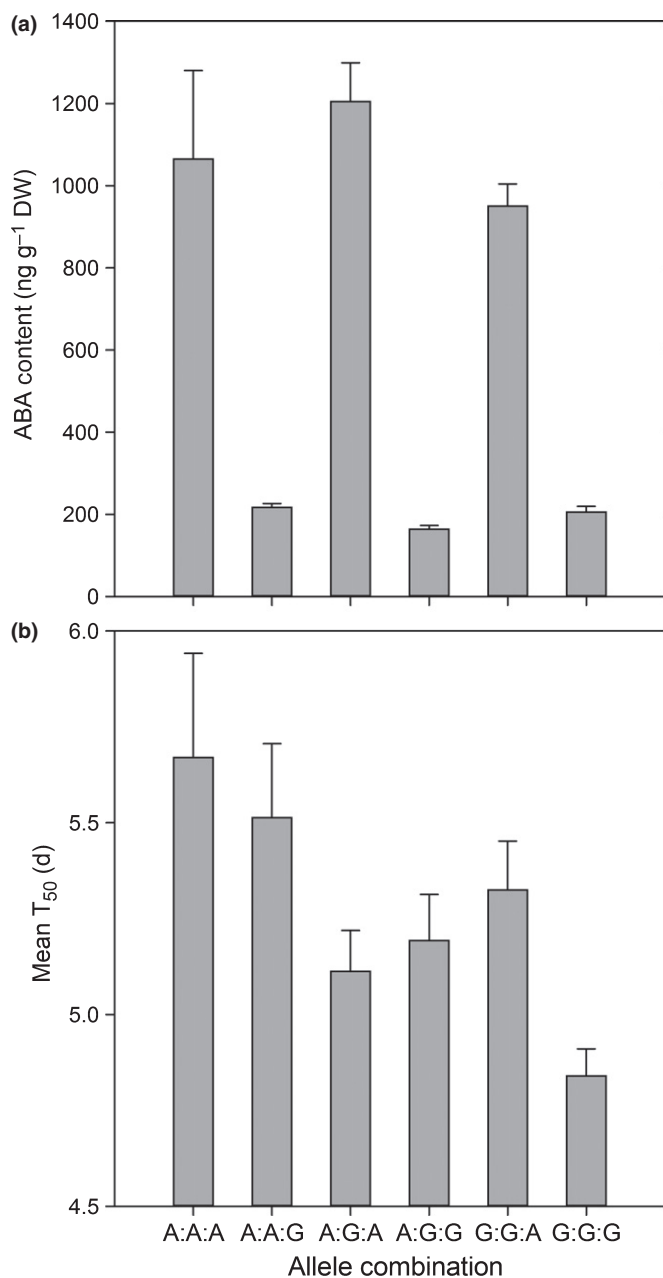 (a)
1400
1200
1000
800
600
400
200
0
ABA content (ng g⁻¹ DW)
(b)
6.0
5.5
5.0
4.5
Mean T₅₀ (d)
A:A:A A:A:G A:G:A A:G:G G:G:A G:G:G
Allele combination